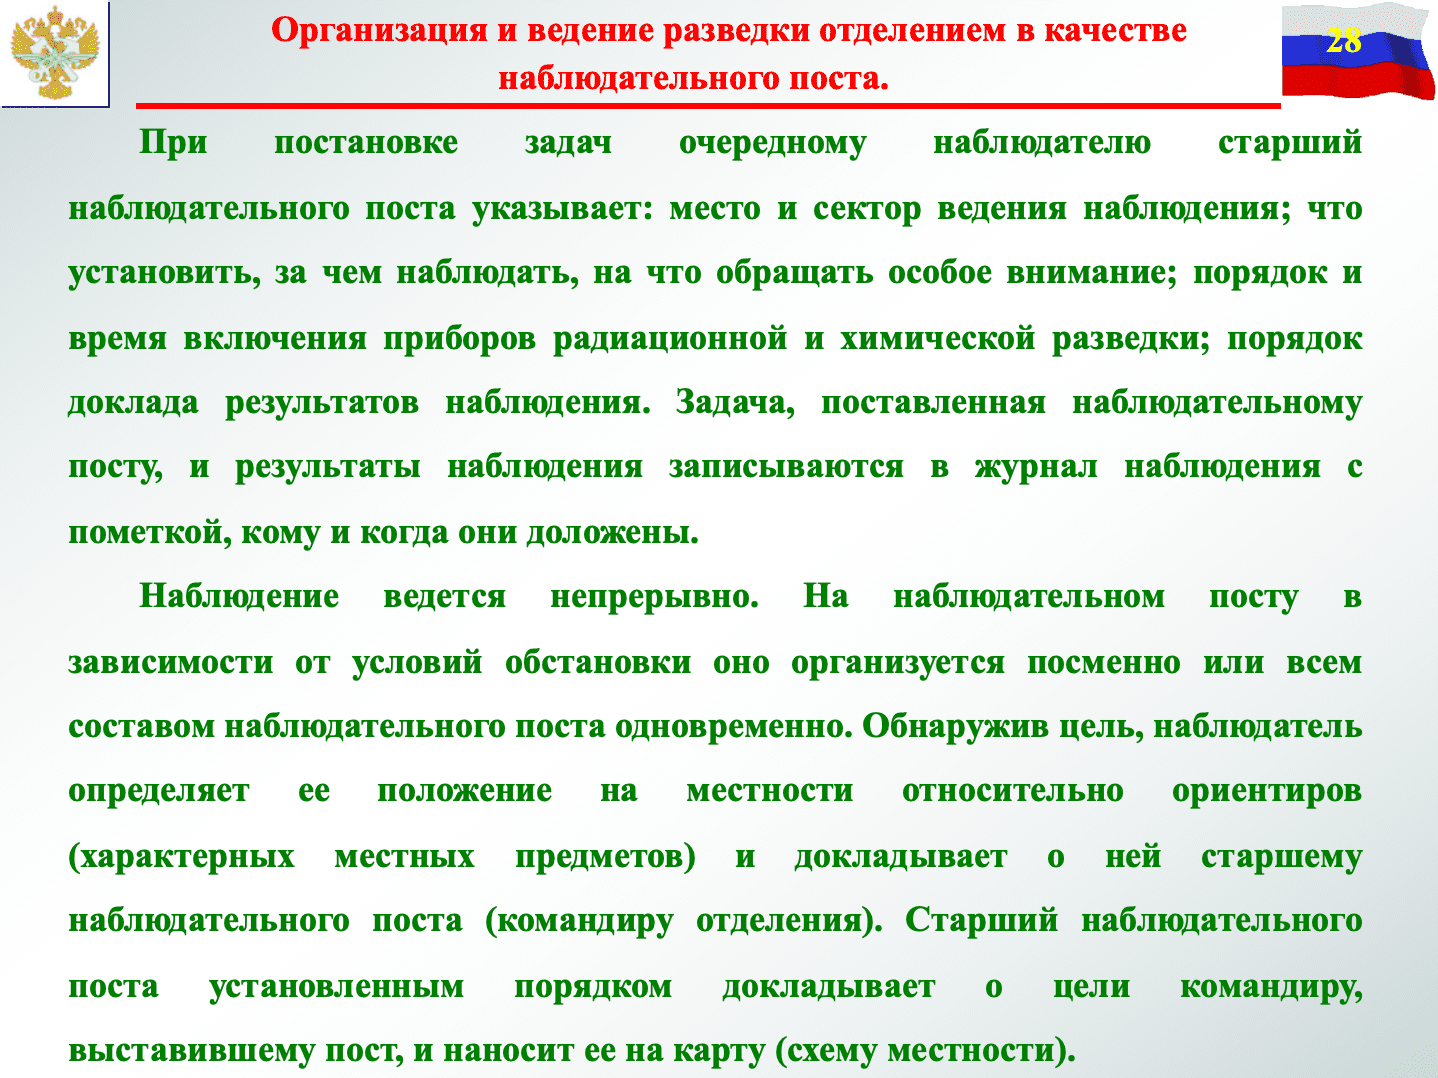 Организация и ведение разведки отделением в качестве
наблюдательного поста.
28
При постановке задач очередному наблюдателю старший
наблюдательного поста указывает: место и сектор ведения наблюдения; что
установить, за чем наблюдать, на что обращать особое внимание; порядок и
время включения приборов радиационной и химической разведки; порядок
доклада результатов наблюдения. Задача, поставленная наблюдательному
посту, и результаты наблюдения записываются в журнал наблюдения с
пометкой, кому и когда они доложены.
Наблюдение ведется непрерывно. На наблюдательном посту в
зависимости от условий обстановки оно организуется посменно или всем
составом наблюдательного поста одновременно. Обнаружив цель, наблюдатель
определяет ее положение на местности относительно ориентиров
(характерных местных предметов) и докладывает о ней старшему
наблюдательного поста (командиру отделения). Старший наблюдательного
поста установленным порядком докладывает о цели командиру,
выставившему пост, и наносит ее на карту (схему местности).